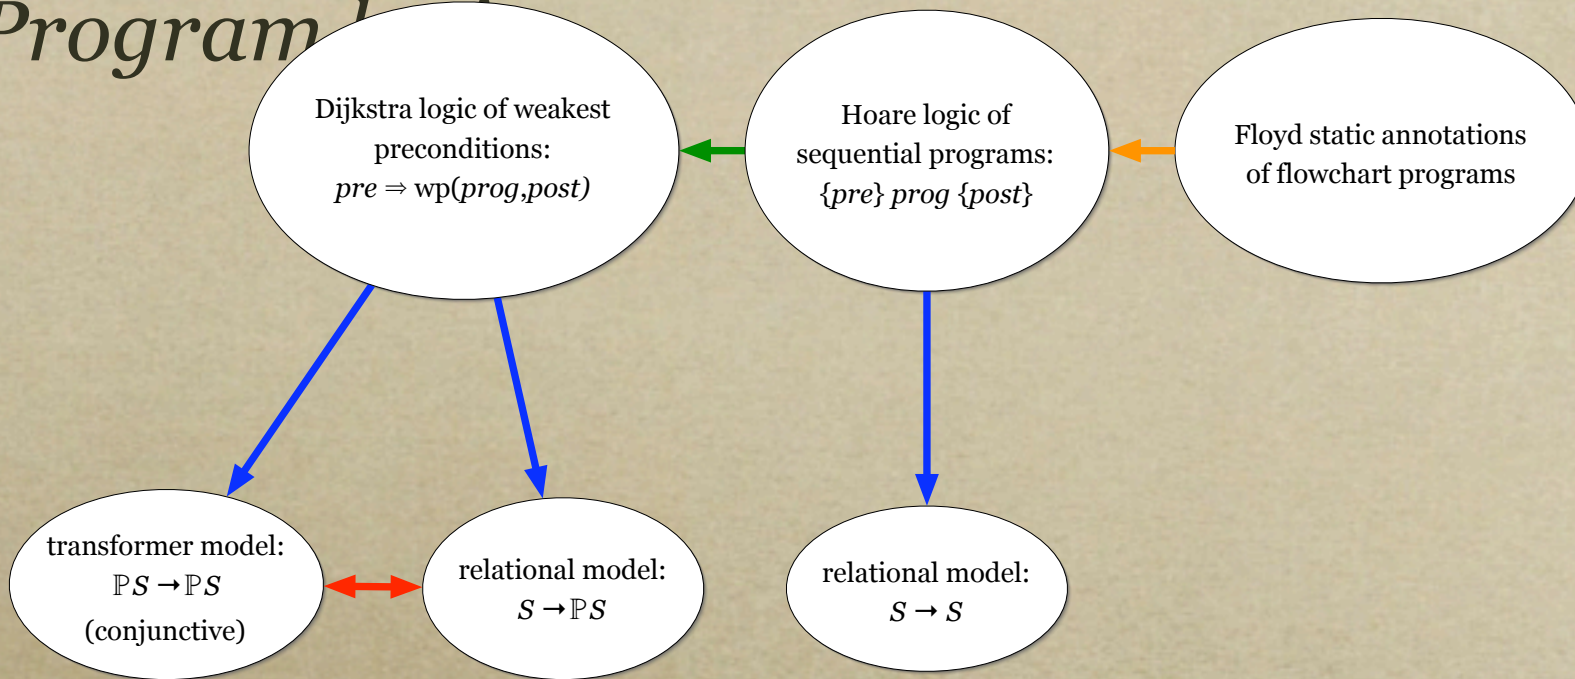 Program
Dijkstra logic of weakest
preconditions:
pre ⇒ wp(prog,post)
Hoare logic of
sequential programs:
{pre} prog {post}
Floyd static annotations
of flowchart programs
transformer model:
ℙS → ℙS
(conjunctive)
relational model:
S → ℙS
relational model:
S → S